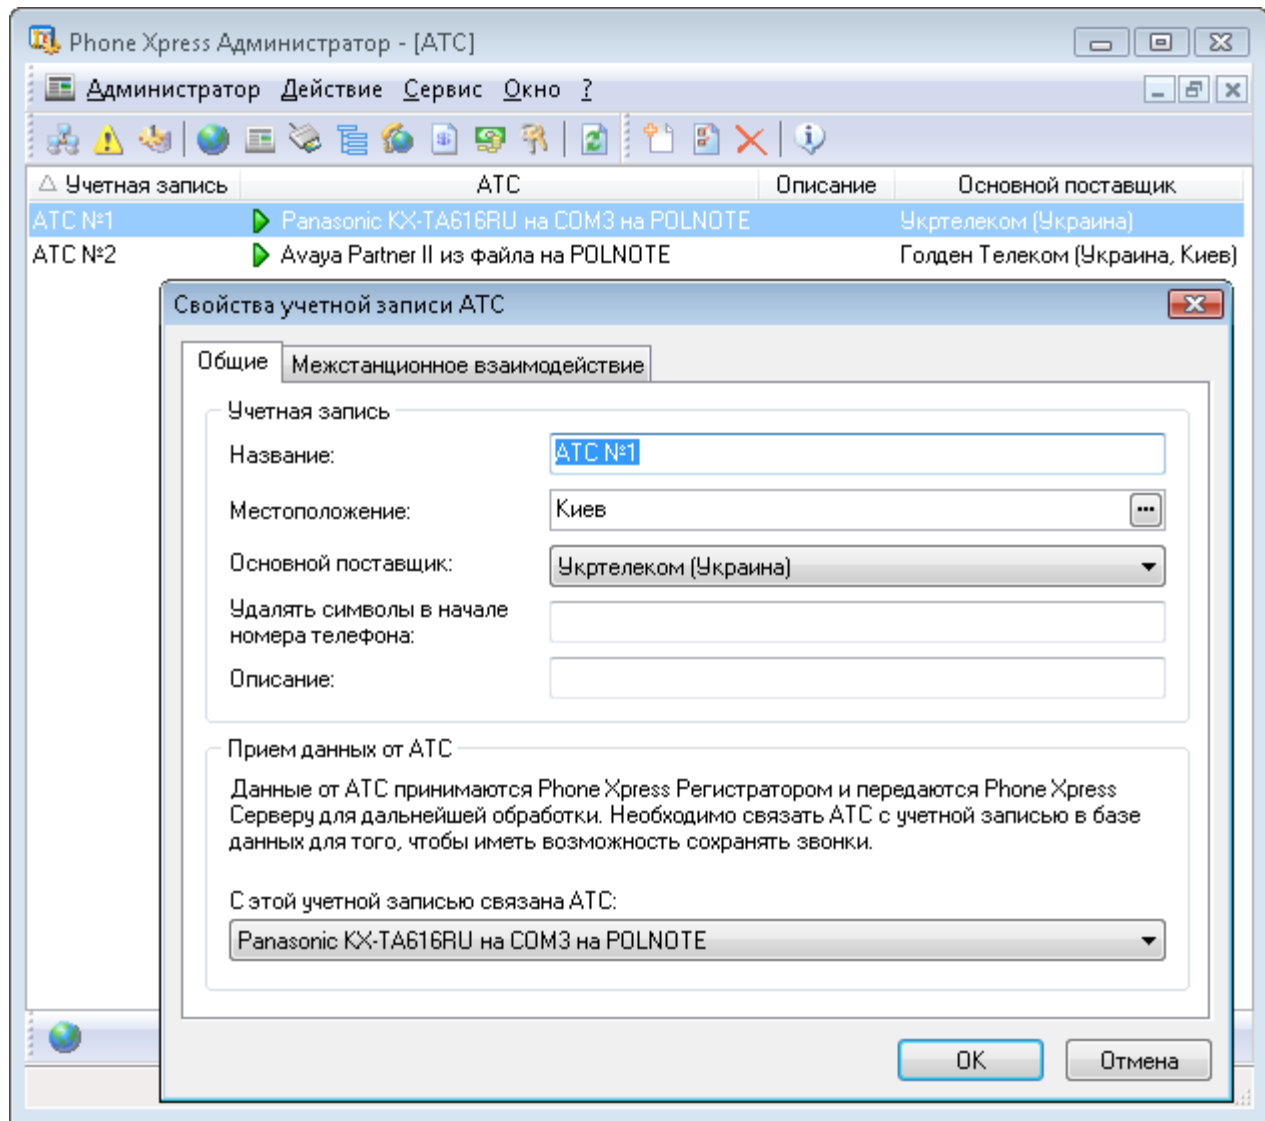 Phone Xpress Администратор - [АТС]
Администратор Действие Сервис Окно ?
Учетная запись АТС Описание Основной поставщик
АТС №1 Panasonic KX-TA616RU на COM3 на POLNOTE Укртелеком (Украина)
АТС №2 Avaya Partner II из файла на POLNOTE Голден Телеком (Украина, Киев)
Свойства учетной записи АТС
Общие Межстанционное взаимодействие
Учетная запись
Название: АТС №1
Местоположение: Киев ...
Основной поставщик: Укртелеком (Украина)
Удалять символы в начале
номера телефона:
Описание:
Прием данных от АТС
Данные от АТС принимаются Phone Xpress Регистратором и передаются Phone Xpress
Серверу для дальнейшей обработки. Необходимо связать АТС с учетной записью в базе
данных для того, чтобы иметь возможность сохранять звонки.
С этой учетной записью связана АТС:
Panasonic KX-TA616RU на COM3 на POLNOTE
OK Отмена